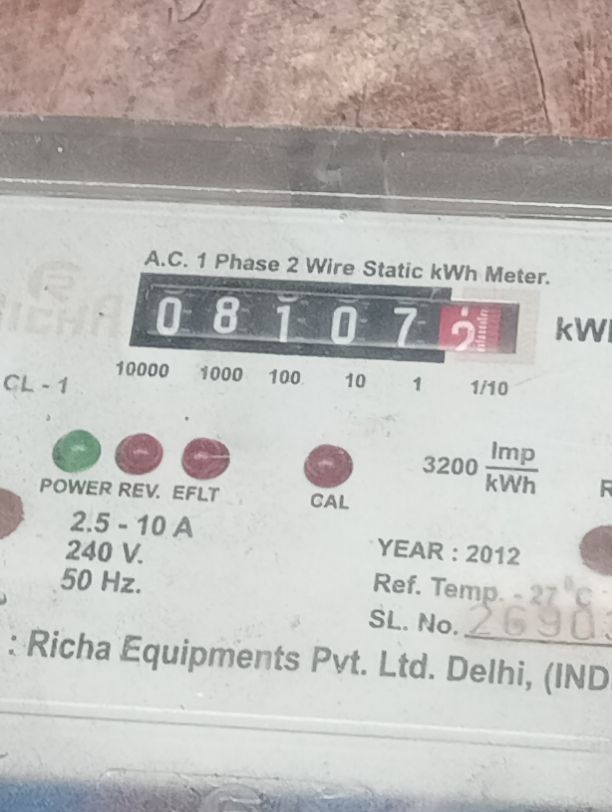 A.C. 1 Phase 2 Wire Static kWh Meter.
0 8 1 0 7 2
10000 1000 100 10 1 1/10
CL - 1
3200 Imp/kWh
POWER REV. EFLT
CAL
2.5 - 10 A
240 V.
50 Hz.
YEAR : 2012
Ref. Temp. - 27°C
SL. No. 2690
: Richa Equipments Pvt. Ltd. Delhi, (IND